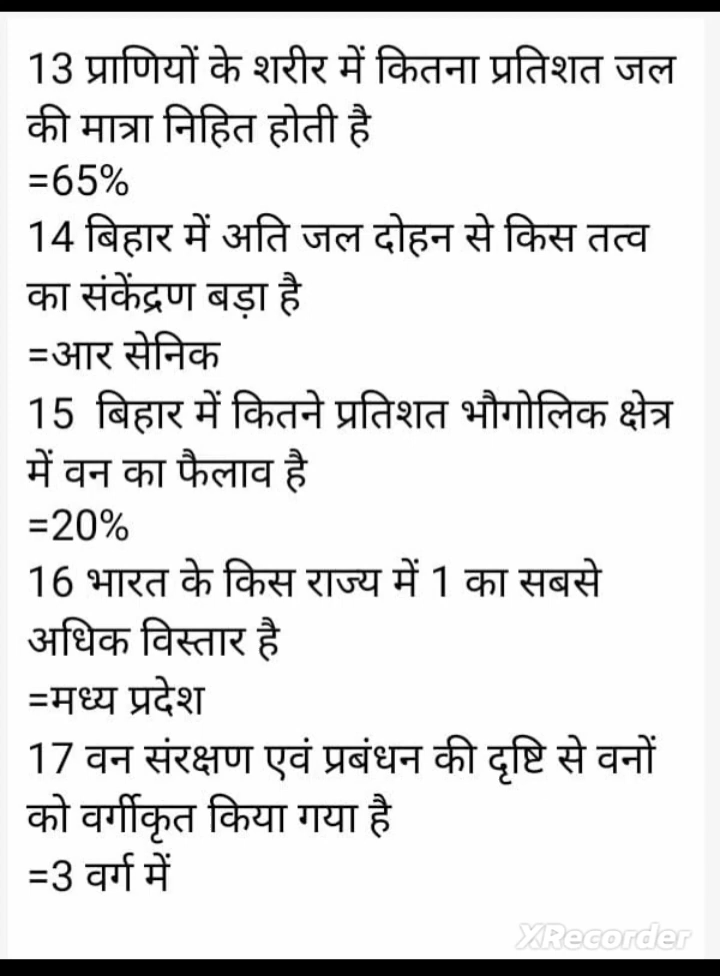 13 प्राणियों के शरीर में कितना प्रतिशत जल
की मात्रा निहित होती है
=65%
14 बिहार में अति जल दोहन से किस तत्व
का संकेंद्रण बड़ा है
=आर सेनिक
15 बिहार में कितने प्रतिशत भौगोलिक क्षेत्र
में वन का फैलाव है
=20%
16 भारत के किस राज्य में 1 का सबसे
अधिक विस्तार है
=मध्य प्रदेश
17 वन संरक्षण एवं प्रबंधन की दृष्टि से वनों
को वर्गीकृत किया गया है
=3 वर्ग में
XRecorder